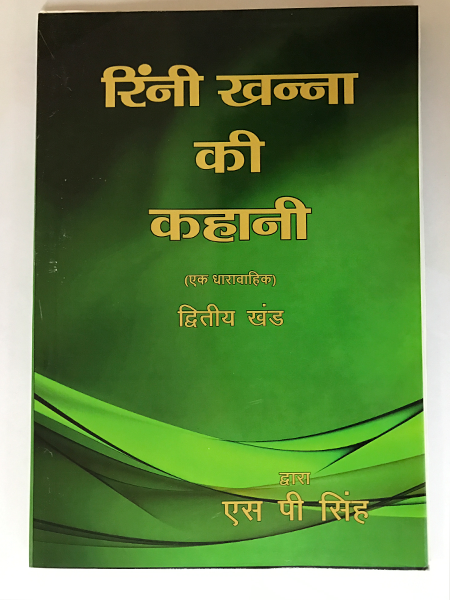 रिंनी खन्ना
की
कहानी
(एक धारावाहिक)
द्वितीय खंड
द्वारा
एस पी सिंह